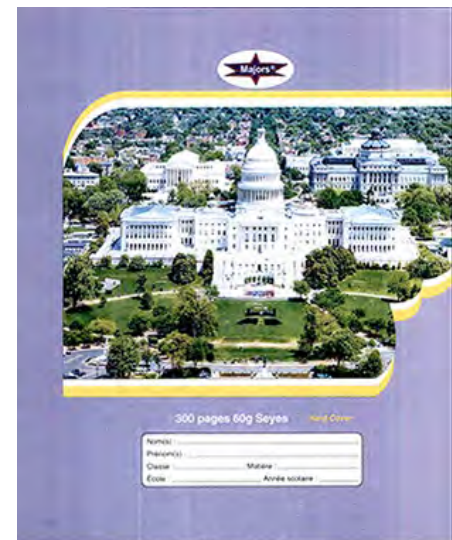 Majors®
300 pages 60g Seyes Hard Cover
Nom(s) :
Prénom(s) :
Classe : Matière :
École : Année scolaire :